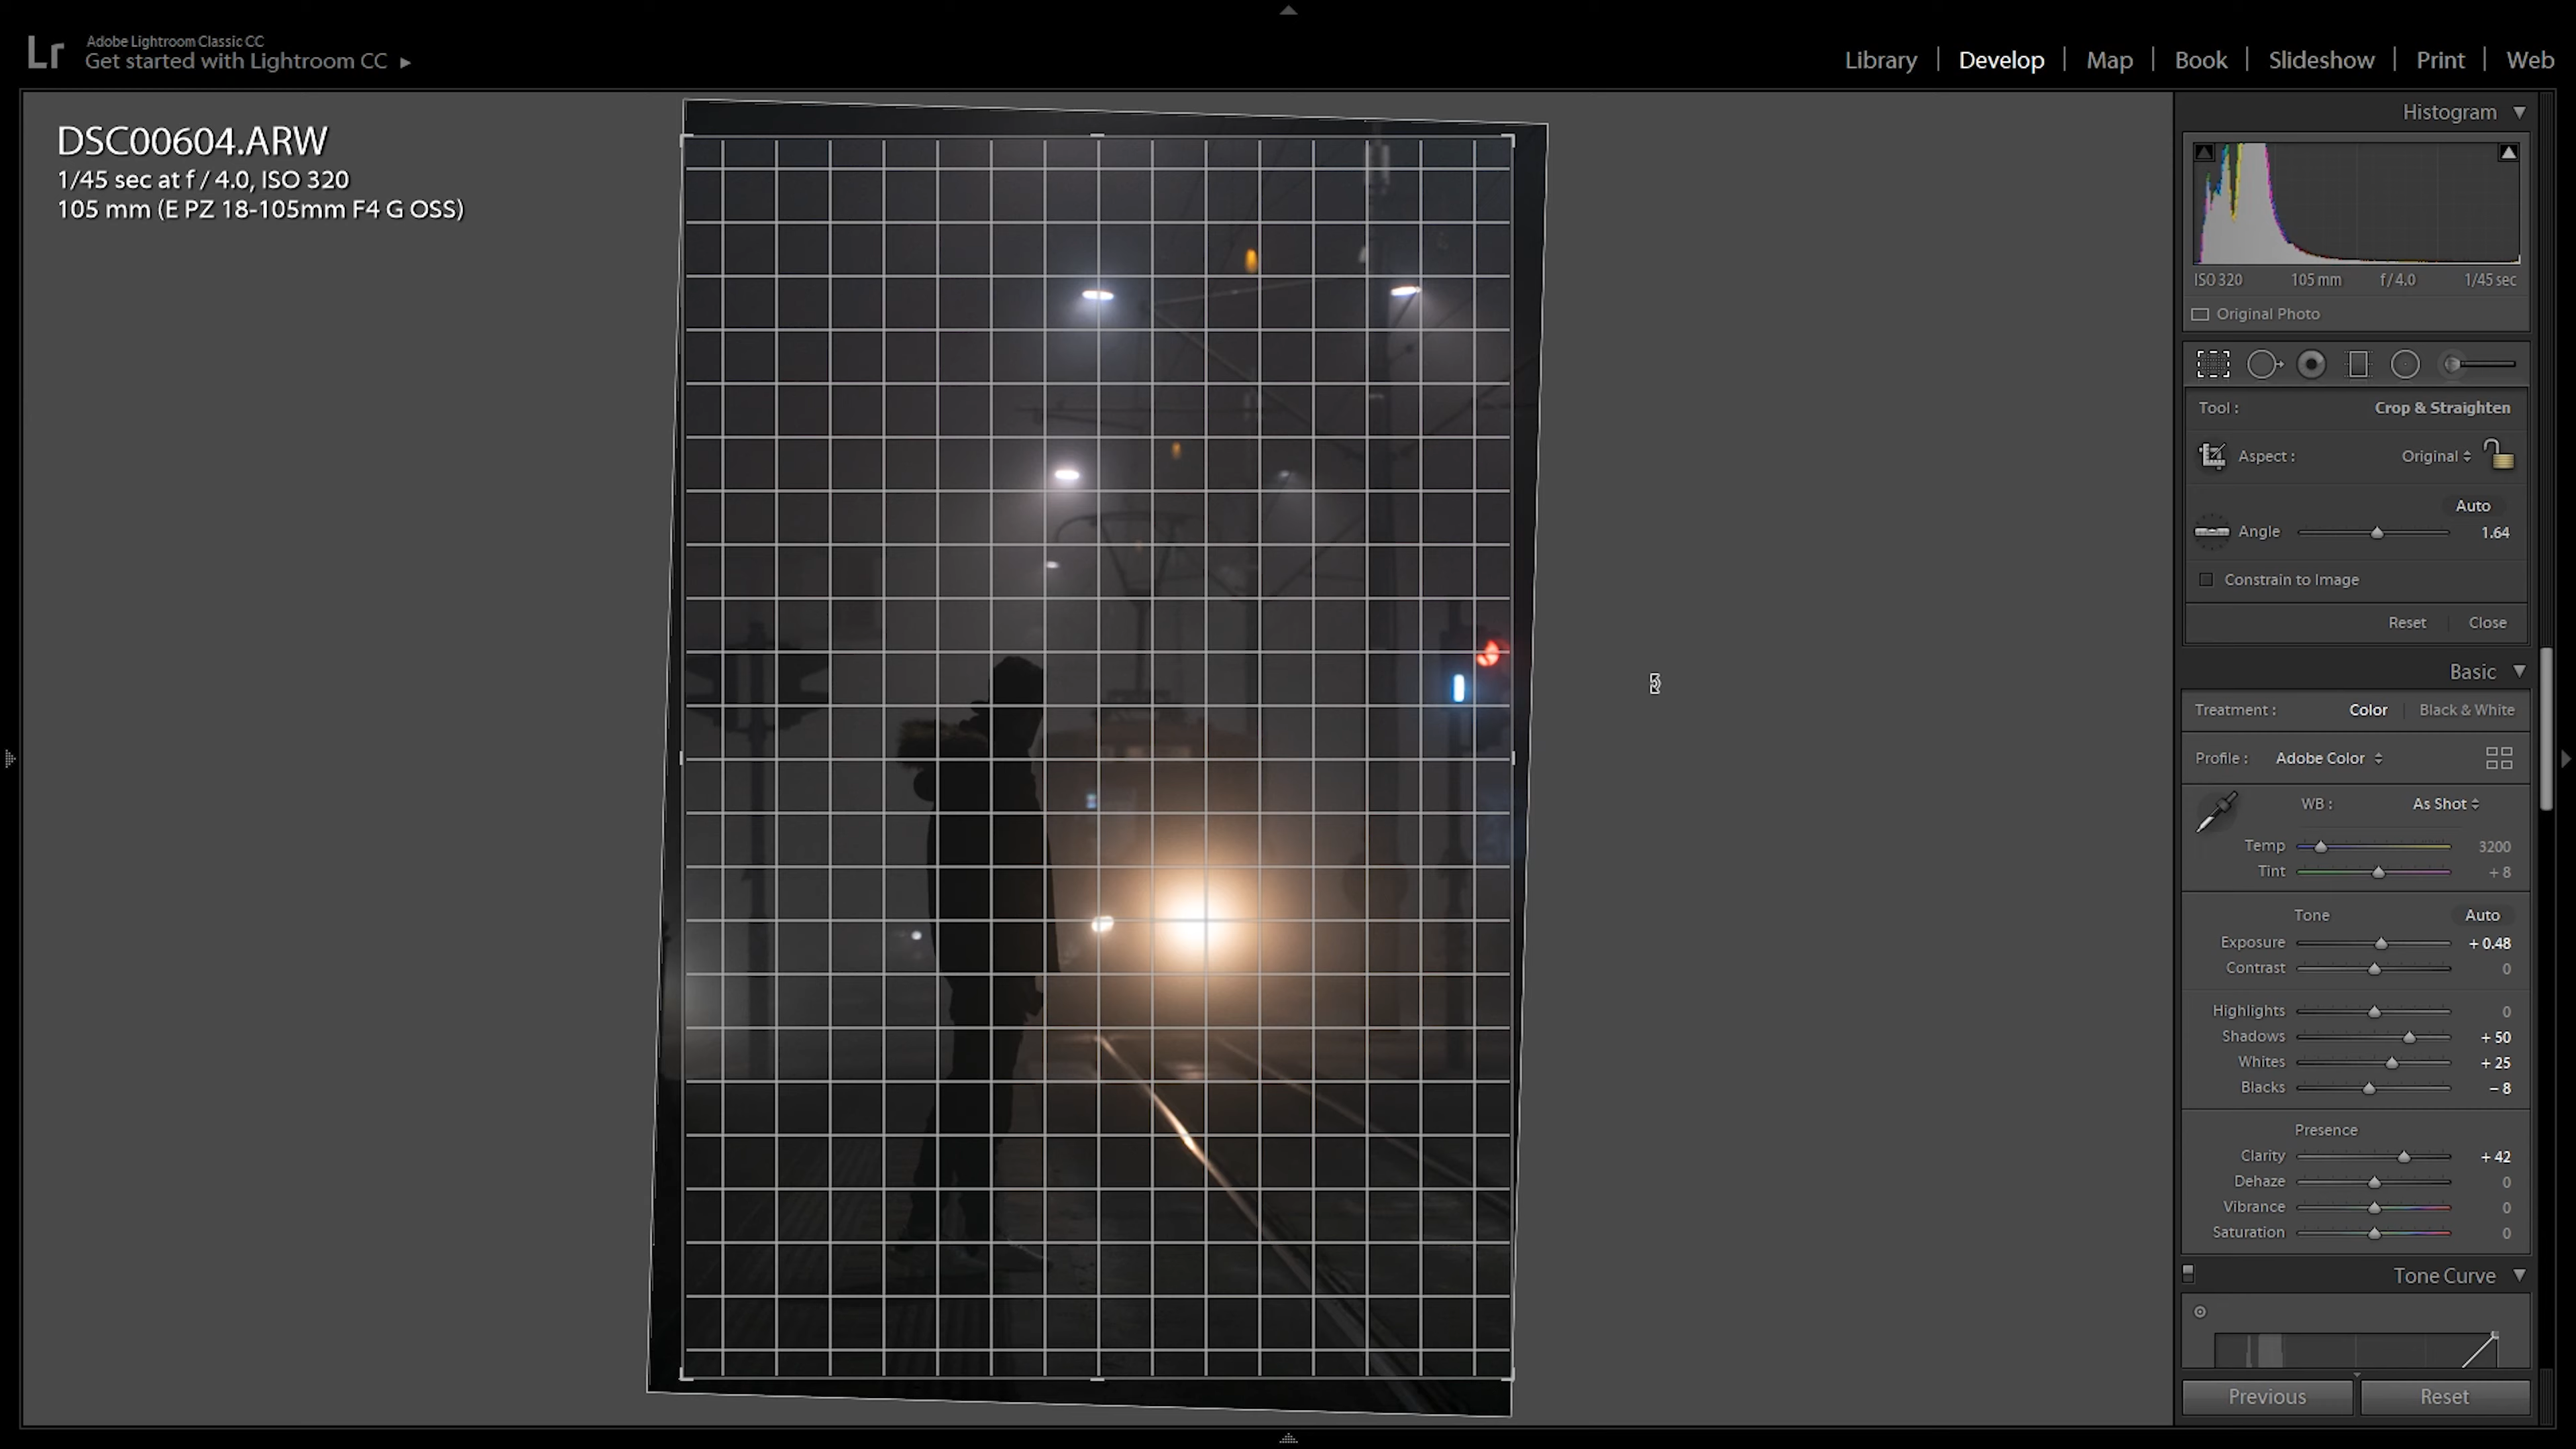 Lr
Adobe Lightroom Classic CC
Get started with Lightroom CC ▶
Library | Develop | Map | Book | Slideshow | Print | Web
DSC00604.ARW
1/45 sec at f / 4.0, ISO 320
105 mm (E PZ 18-105mm F4 G OSS)
Histogram
ISO 320 105 mm f / 4.0 1/45 sec
Original Photo
Tool : Crop & Straighten
Aspect : Original
Auto
Angle 1.64
Constrain to Image
Reset Close
Basic
Treatment : Color Black & White
Profile : Adobe Color
WB : As Shot
Temp 3200
Tint + 8
Tone Auto
Exposure + 0.48
Contrast 0
Highlights 0
Shadows + 50
Whites + 25
Blacks – 8
Presence
Clarity + 42
Dehaze 0
Vibrance 0
Saturation 0
Tone Curve
Previous Reset